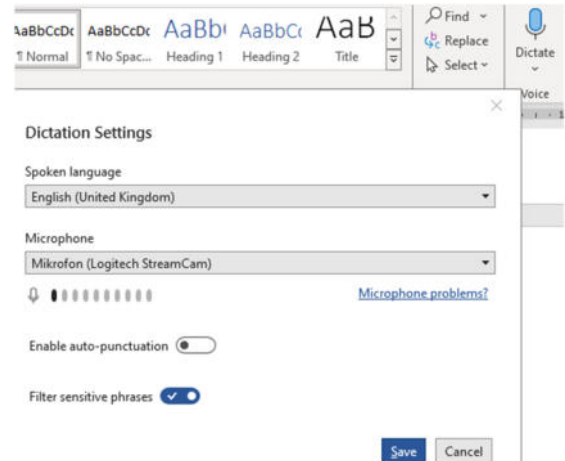 AaBbCcDc AaBbCcDc AaBb( AaBbCc AaB
¶ Normal ¶ No Spac... Heading 1 Heading 2 Title
Find
Replace
Select
Dictate
Voice
Dictation Settings
Spoken language
English (United Kingdom)
Microphone
Mikrofon (Logitech StreamCam)
Microphone problems?
Enable auto-punctuation
Filter sensitive phrases
Save Cancel